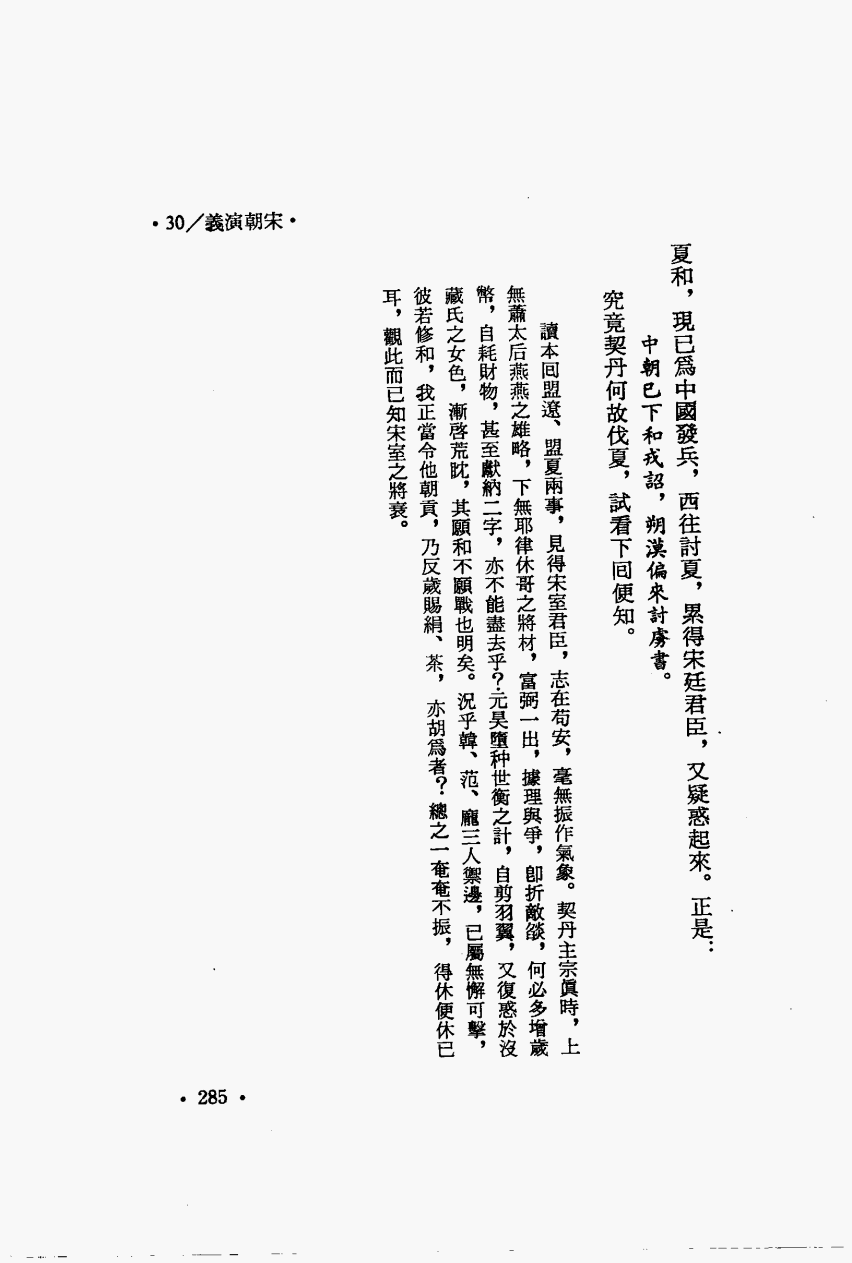 •宋朝演義／30•
夏和，現已爲中國發兵，西往討夏，累得宋廷君臣，又疑惑起來。正是：
中朝已下和戎詔，朔漠偏來討虜書。
究竟契丹何故伐夏，試看下回便知。
讀本回盟遼、盟夏兩事，見得宋室君臣，志在苟安，毫無振作氣象。契丹主宗眞時，上
無蕭太后燕燕之雄略，下無耶律休哥之將材，富弼一出，據理與爭，卽折敵燄，何必多增歲
幣，自耗財物，甚至獻納二字，亦不能盡去乎？元昊墮种世衡之計，自剪羽翼，又復惑於沒
藏氏之女色，漸啓荒耽，其願和不願戰也明矣。況乎韓、范、龐三人禦邊，已屬無懈可擊，
彼若修和，我正當令他朝貢，乃反歲賜絹、茶，亦胡爲者？總之一奄奄不振，得休便休已
耳，觀此而已知宋室之將衰。
• 285 •